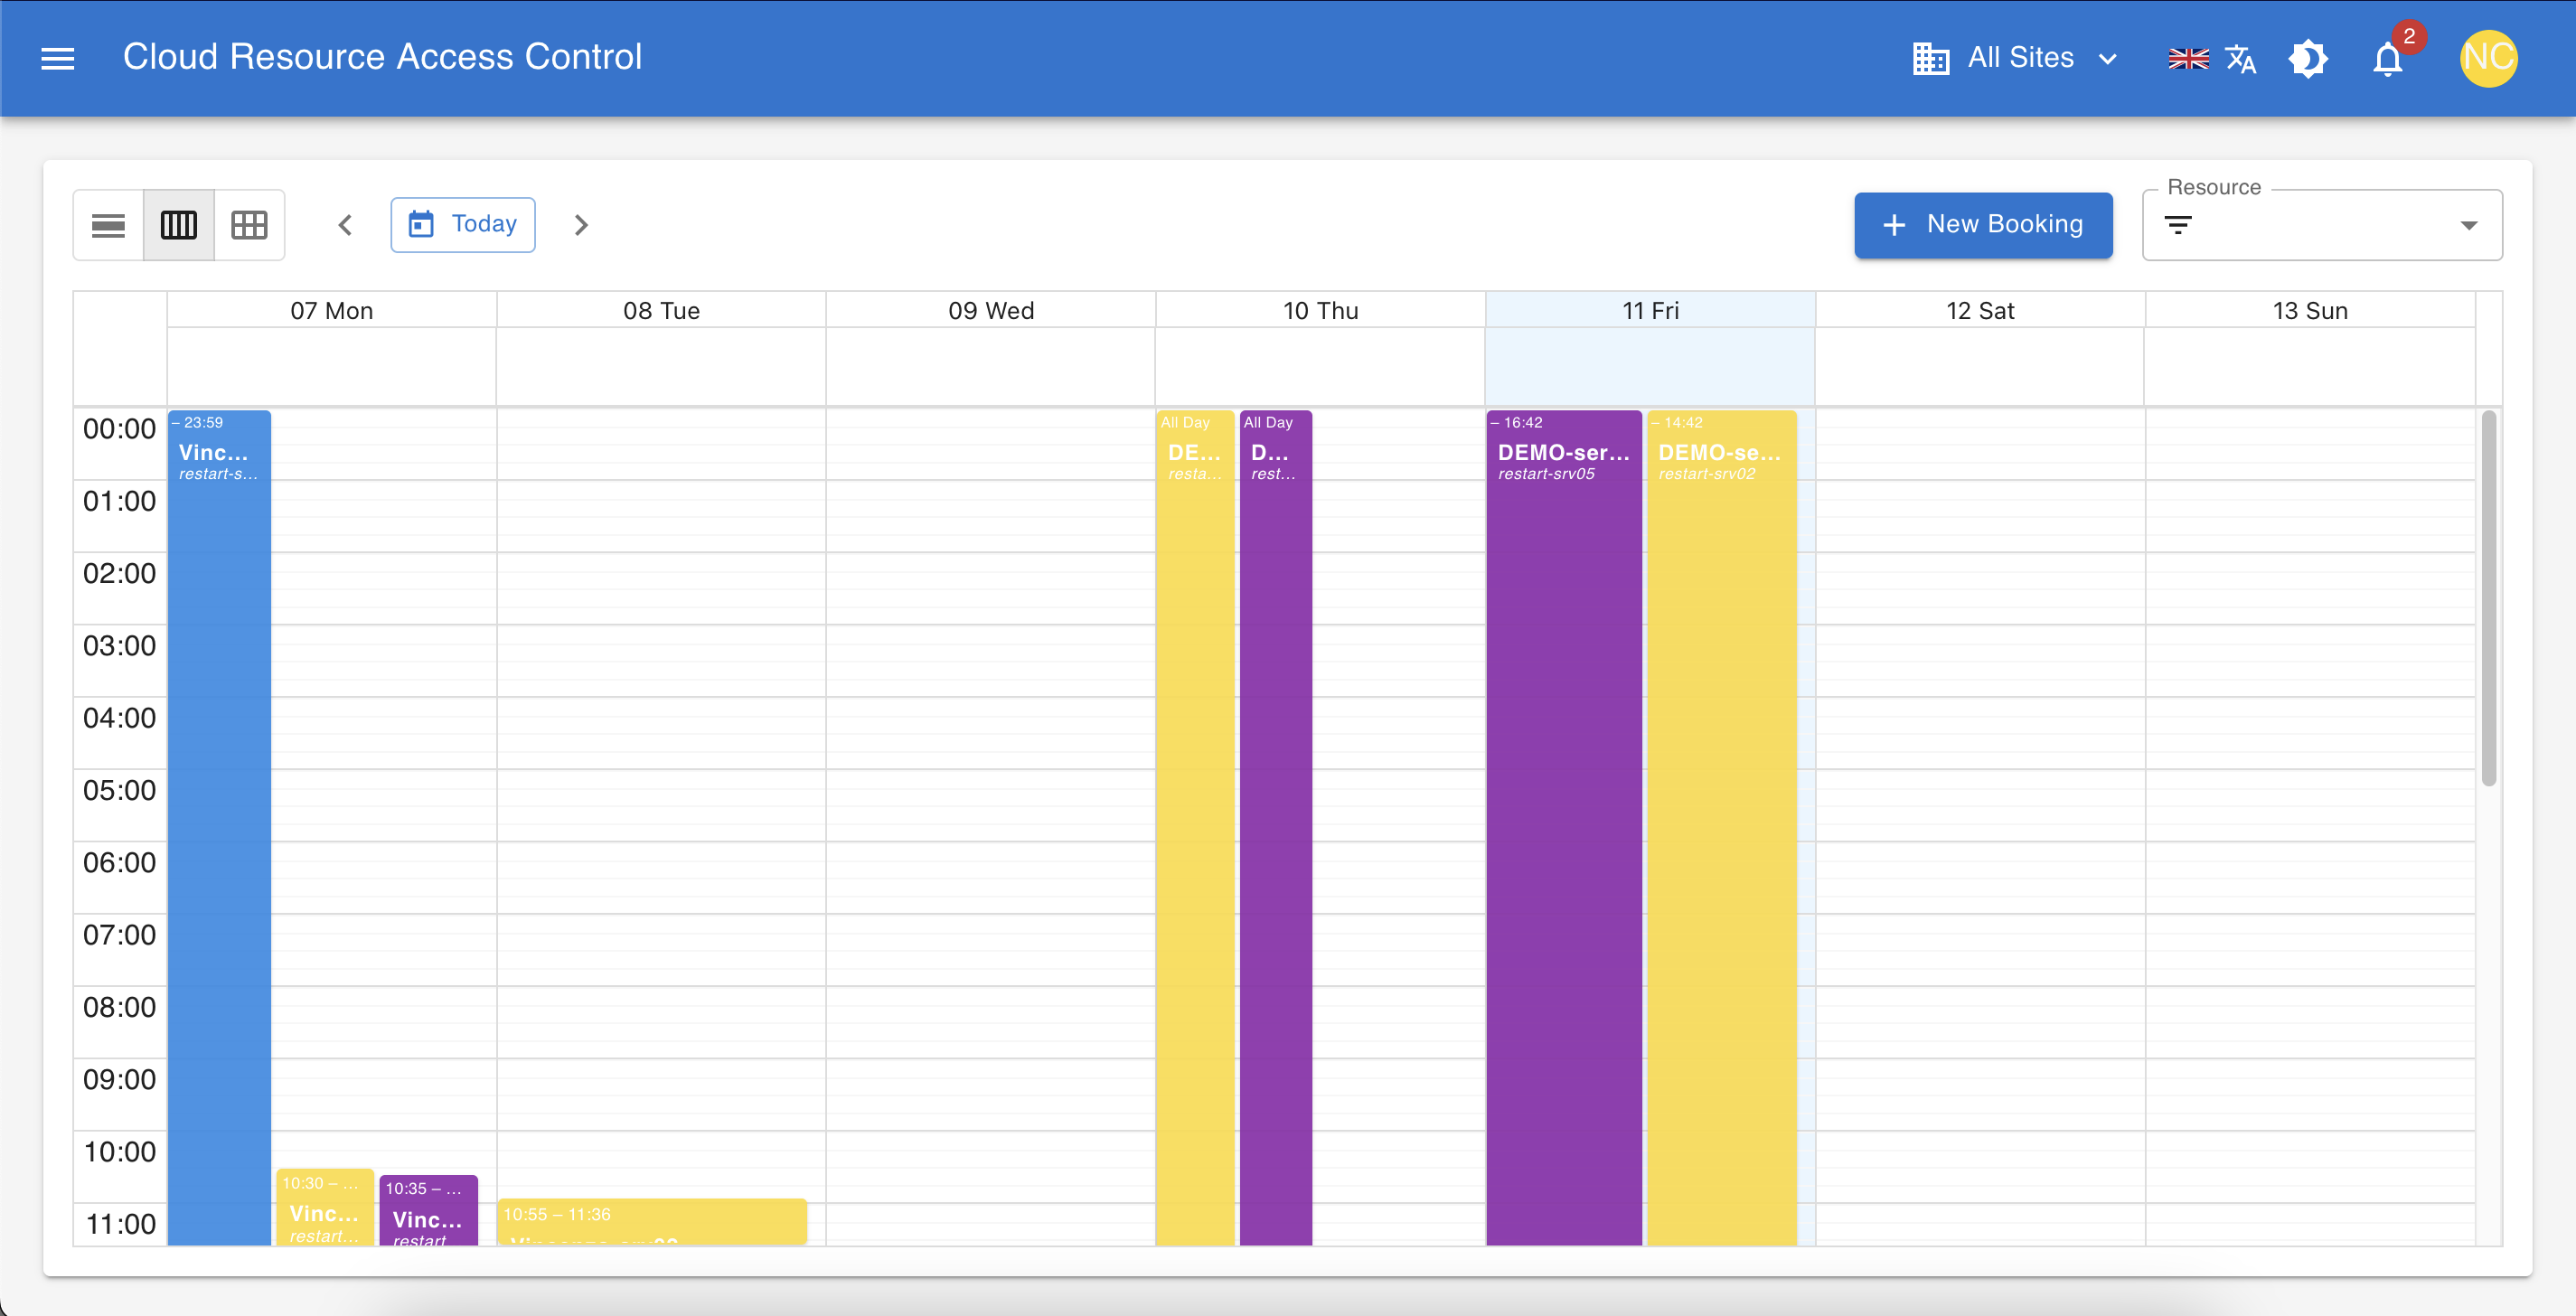 Cloud Resource Access Control
All Sites
2
NC
Today
New Booking
Resource
07 Mon
08 Tue
09 Wed
10 Thu
11 Fri
12 Sat
13 Sun
00:00
01:00
02:00
03:00
04:00
05:00
06:00
07:00
08:00
09:00
10:00
11:00
– 23:59
Vinc...
restart-s...
10:30 – ...
Vinc...
restart...
10:35 – ...
Vinc...
restart
10:55 – 11:36
All Day
DE...
resta...
All Day
D...
rest...
– 16:42
DEMO-ser...
restart-srv05
– 14:42
DEMO-se...
restart-srv02